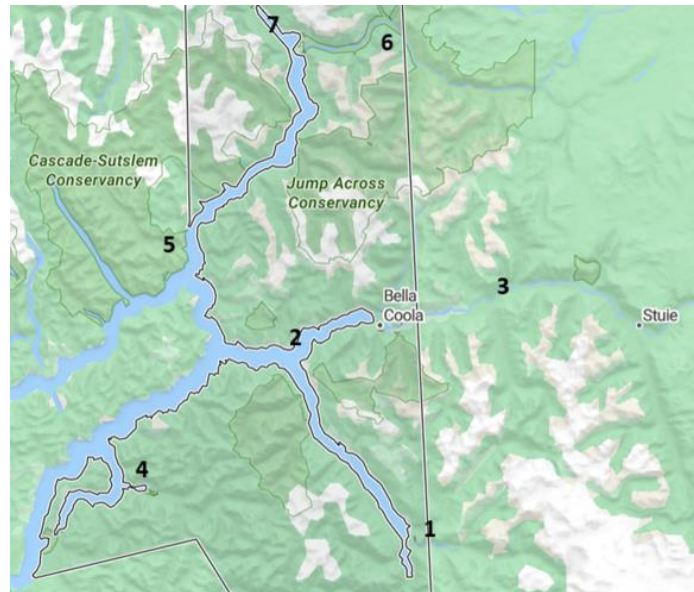 7
6
Cascade-Sutslem
Conservancy
Jump Across
Conservancy
5
3
Bella
Coola
2
Stuie
4
1